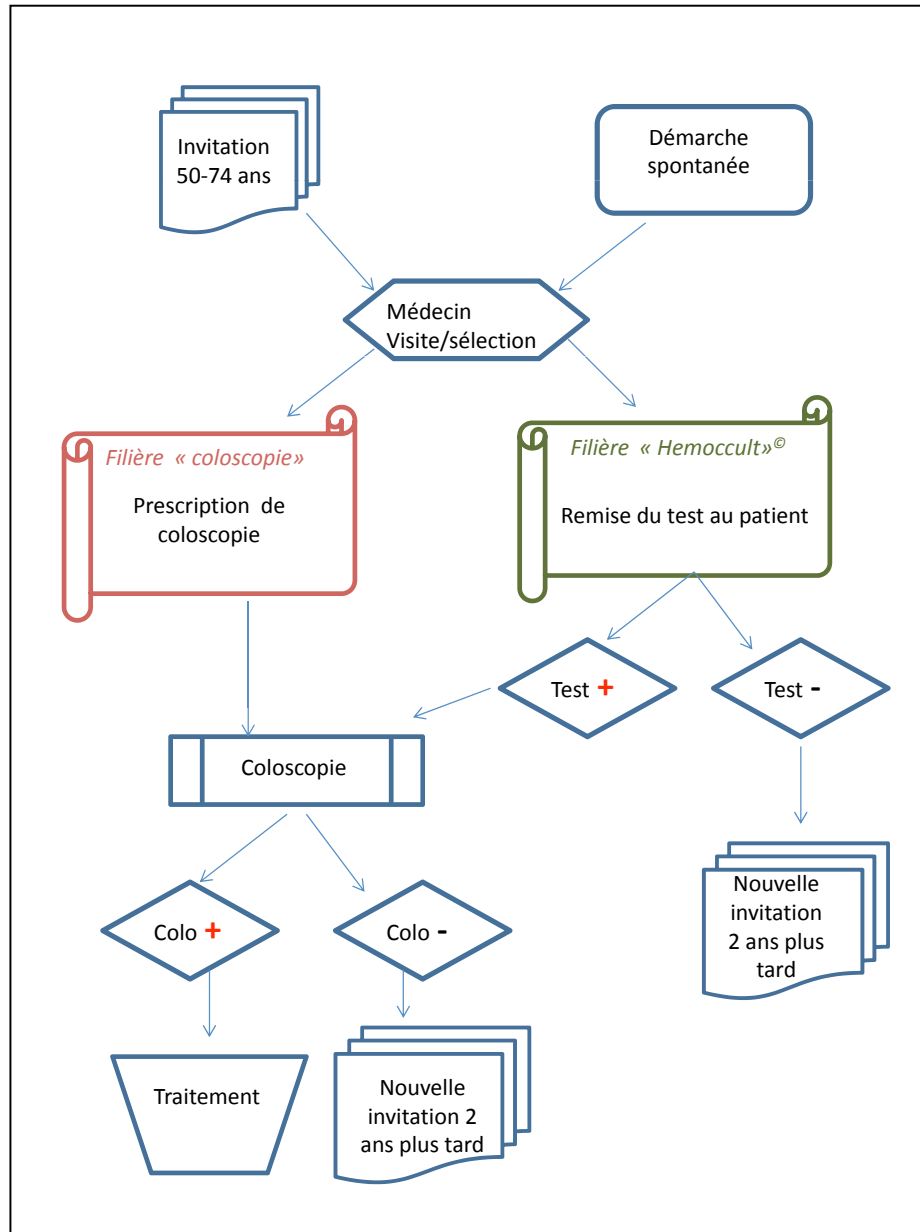 Invitation
50-74 ans
Démarche
spontanée
Médecin
Visite/sélection
Filière « coloscopie»
Prescription de
coloscopie
Filière « Hemoccult»©
Remise du test au patient
Test +
Test -
Coloscopie
Colo +
Colo -
Nouvelle
invitation
2 ans plus
tard
Traitement
Nouvelle
invitation 2
ans plus tard